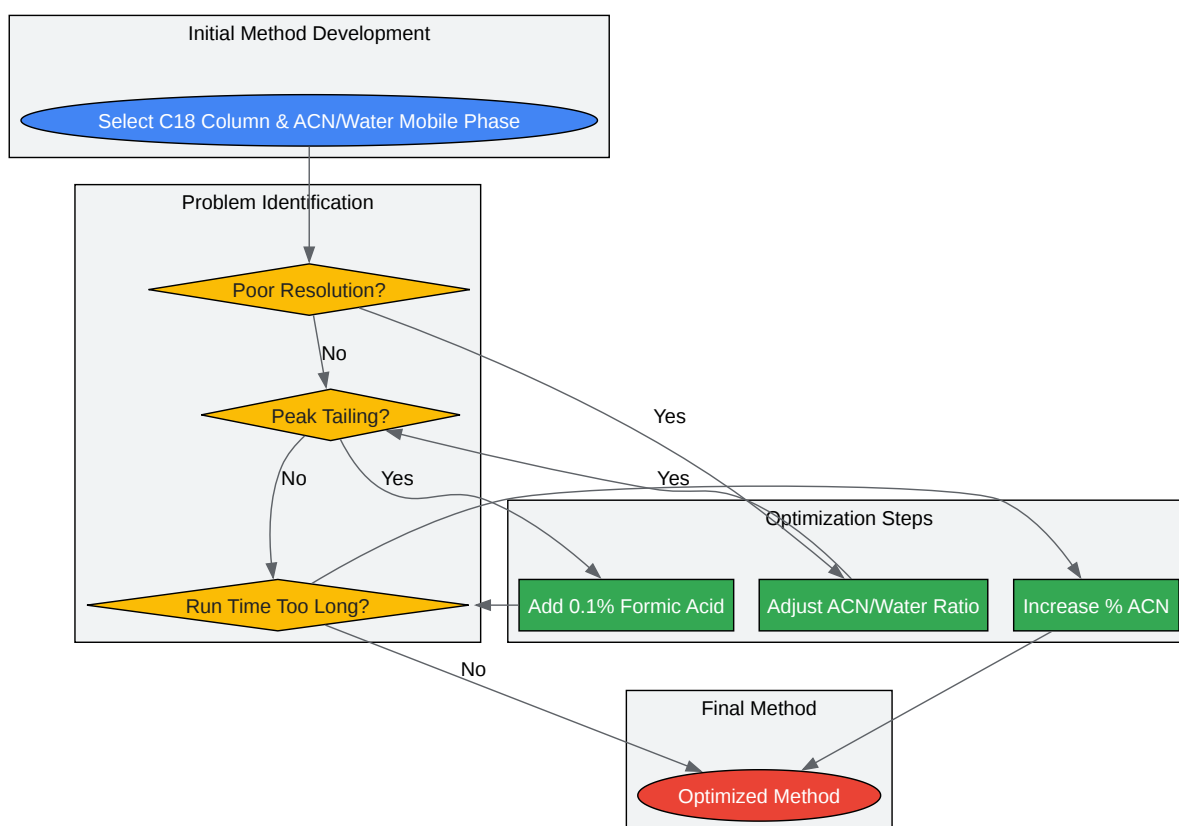 Initial Method Development
Select C18 Column & ACN/Water Mobile Phase
Problem Identification
Poor Resolution?
No
Peak Tailing?
Yes
No
Yes
Yes
Optimization Steps
Run Time Too Long?
Add 0.1% Formic Acid
Adjust ACN/Water Ratio
Increase % ACN
No
Final Method
Optimized Method